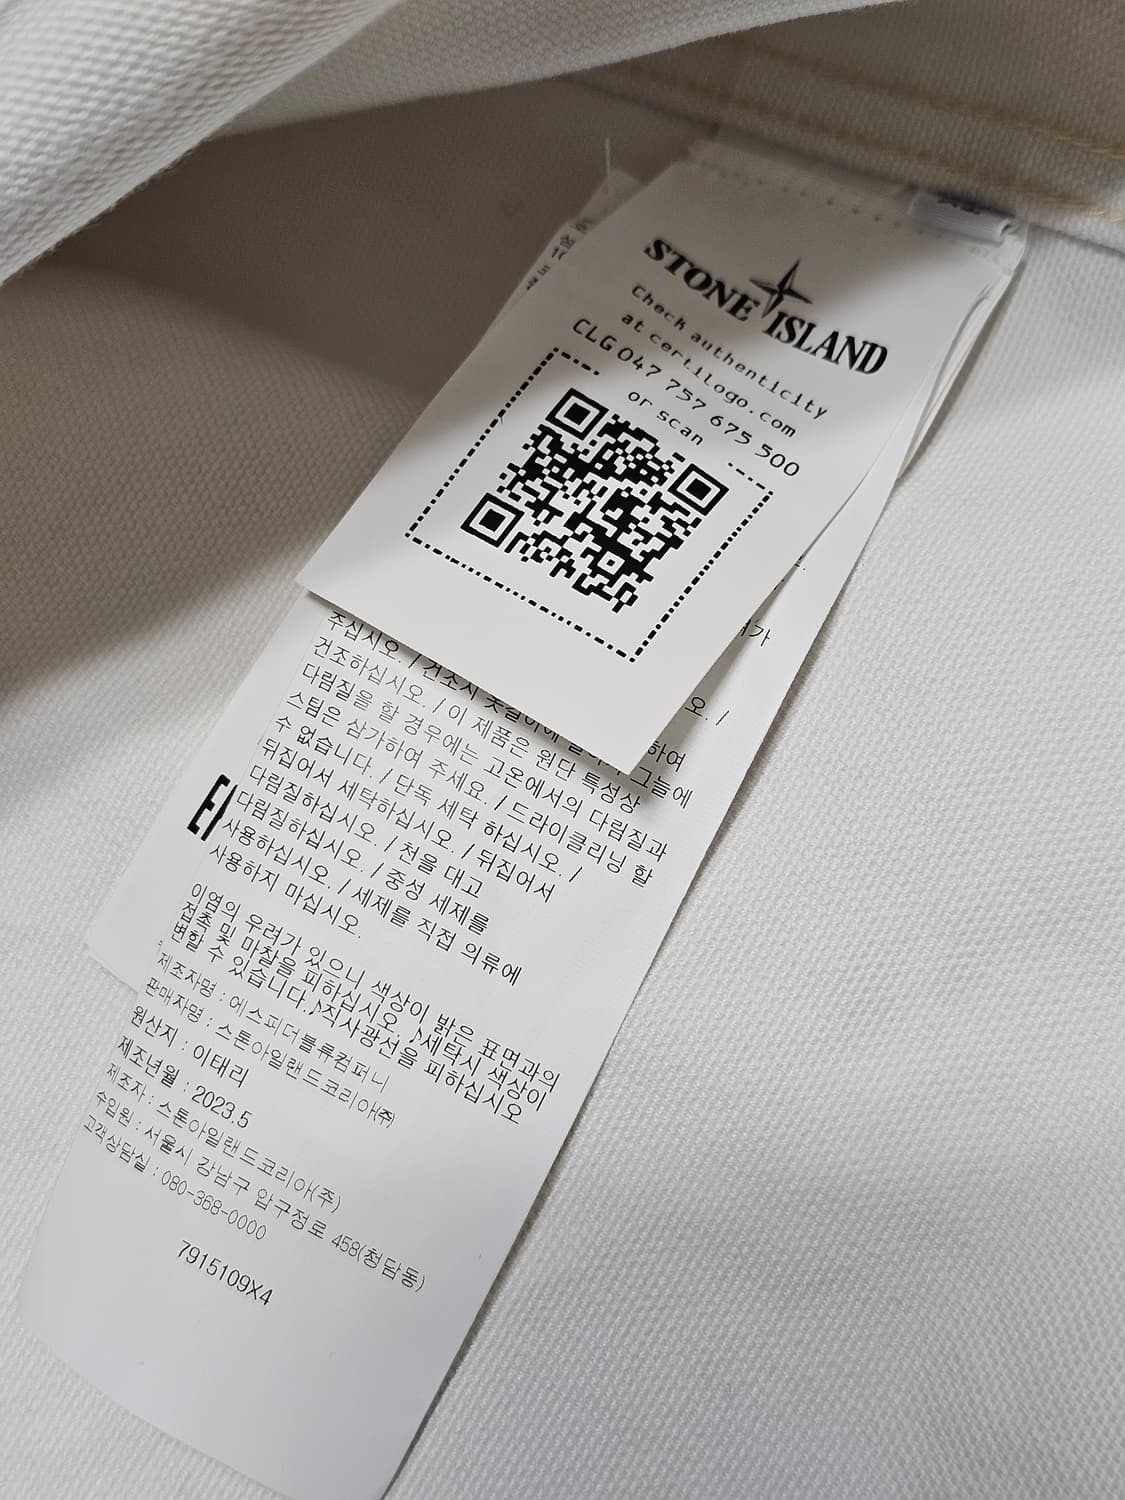 STONE ISLAND
Check authenticity
at certilogo.com
CLG 047 757 675 500
or scan
여가
오. /
주십시오. / 건조시 옷걸이에 하여
건조하십시오. / 이 제품은 원단 특성상 그늘에
다림질을 할 경우에는 고온에서의 다림질과
스팀은 삼가하여 주세요. / 드라이클리닝 할
수 없습니다. / 단독 세탁 하십시오. /
뒤집어서 세탁하십시오. / 뒤집어서
다림질하십시오. / 천을 대고
다림질하십시오. / 중성 세제를
사용하십시오. / 세제를 직접 의류에
사용하지 마십시오.
이염의 우려가 있으니 색상이 밝은 표면과의
접촉및 마찰을 피하십시오. ♪세탁시 색상이
변할 수 있습니다.♪직사광선을 피하십시오
제조자명 : 에스피더블류컴퍼니
판매자명 : 스톤아일랜드코리아㈜
원산지 : 이태리
제조년월 : 2023.5
제조자 : 스톤아일랜드코리아(주)
수입원 : 서울시 강남구 압구정로 458(청담동)
고객상담실 : 080-368-0000
7915109X4